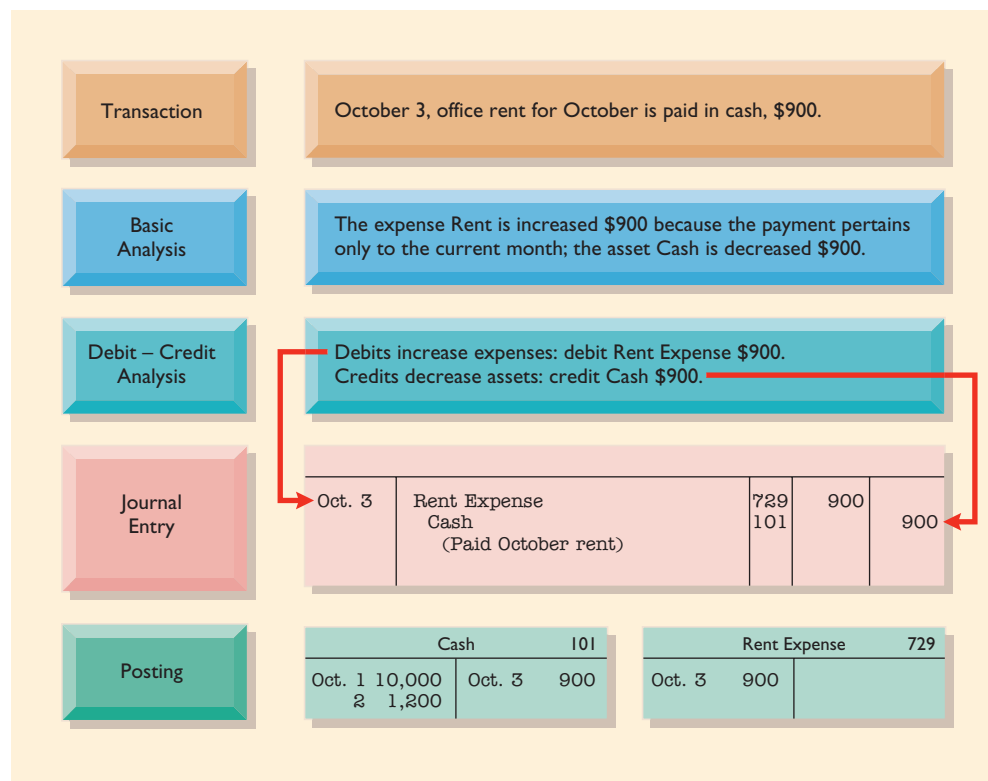 Transaction
October 3, office rent for October is paid in cash, $900.
Basic
Analysis
The expense Rent is increased $900 because the payment pertains
only to the current month; the asset Cash is decreased $900.
Debit – Credit
Analysis
Debits increase expenses: debit Rent Expense $900.
Credits decrease assets: credit Cash $900.
Journal
Entry
Oct. 3 Rent Expense 729 900
Cash 101 900
(Paid October rent)
Posting
Cash 101
Oct. 1 10,000 Oct. 3 900
2 1,200
Rent Expense 729
Oct. 3 900